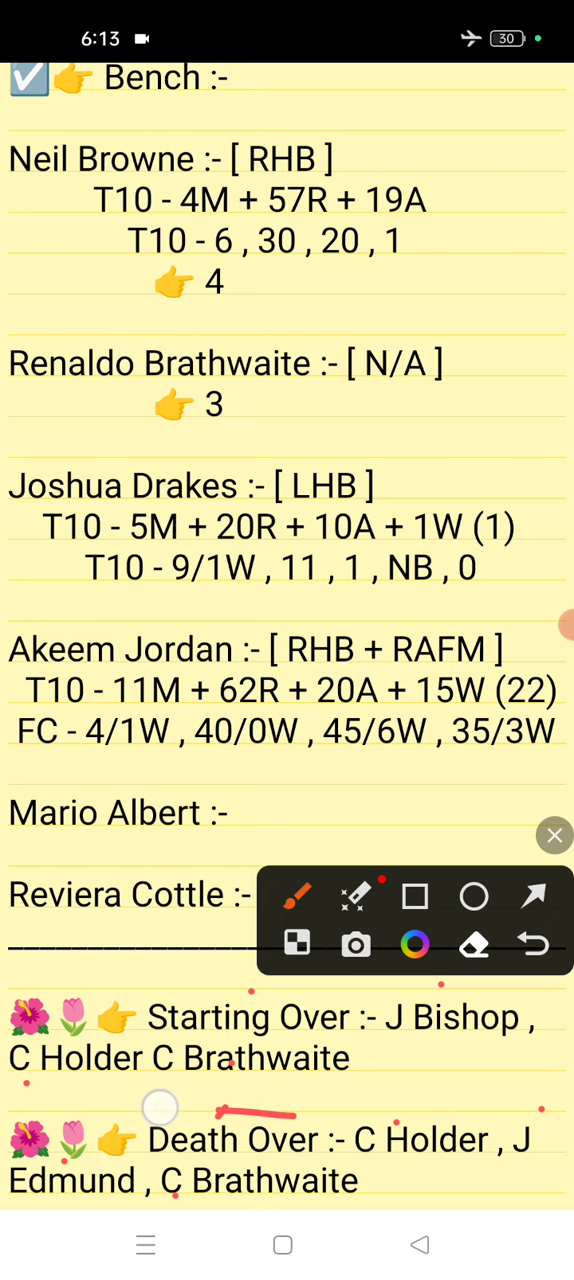 6:13 30
☑👉 Bench :-
Neil Browne :- [ RHB ]
T10 - 4M + 57R + 19A
T10 - 6 , 30 , 20 , 1
👉 4
Renaldo Brathwaite :- [ N/A ]
👉 3
Joshua Drakes :- [ LHB ]
T10 - 5M + 20R + 10A + 1W (1)
T10 - 9/1W , 11 , 1 , NB , 0
Akeem Jordan :- [ RHB + RAFM ]
T10 - 11M + 62R + 20A + 15W (22)
FC - 4/1W , 40/0W , 45/6W , 35/3W
Mario Albert :-
Reviera Cottle :-
🌺🌷👉 Starting Over :- J Bishop ,
C Holder C Brathwaite
🌺🌷👉 Death Over :- C Holder , J
Edmund , C Brathwaite